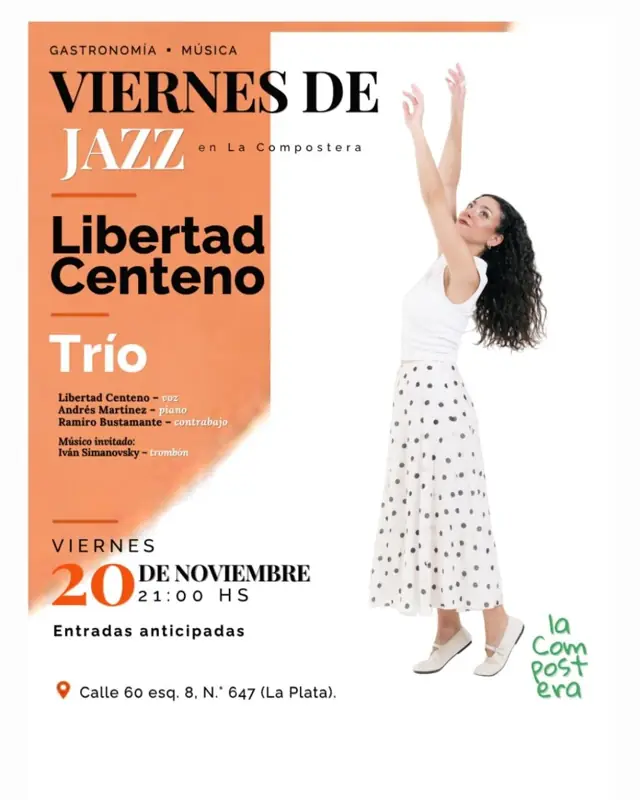 GASTRONOMÍA • MÚSICA
VIERNES DE
JAZZ en La Compostera
Libertad
Centeno
Trío
Libertad Centeno – voz
Andrés Martínez – piano
Ramiro Bustamante – contrabajo
Músico invitado:
Iván Simanovsky – trombón
VIERNES
20 DE NOVIEMBRE
21:00 HS
Entradas anticipadas
Calle 60 esq. 8, N.° 647 (La Plata).
la
Com
post
era